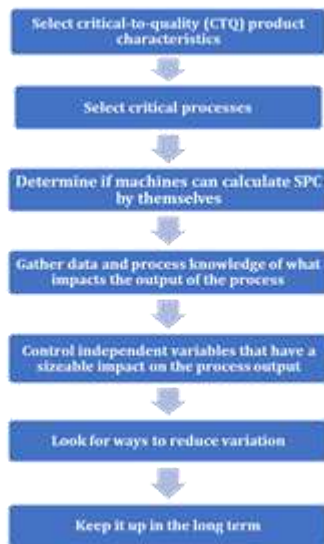 Select critical-to-quality (CTQ) product
characteristics
Select critical processes
Determine if machines can calculate SPC
by themselves
Gather data and process knowledge of what
impacts the output of the process
Control independent variables that have a
sizeable impact on the process output
Look for ways to reduce variation
Keep it up in the long term